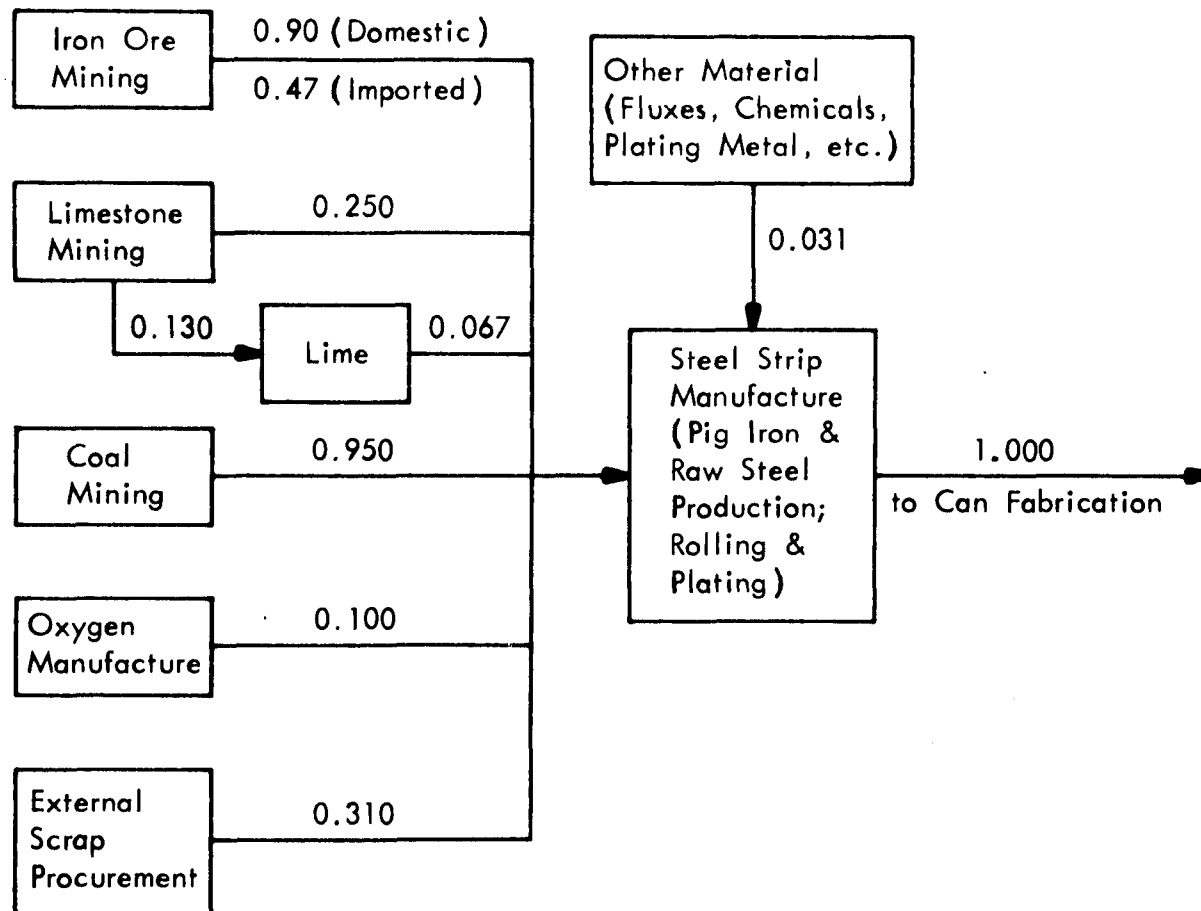 Iron Ore
Mining
0.90 (Domestic)
0.47 (Imported)
Other Material
(Fluxes, Chemicals,
Plating Metal, etc.)
0.031
Limestone
Mining
0.250
0.130
Lime
0.067
Coal
Mining
0.950
Steel Strip
Manufacture
(Pig Iron &
Raw Steel
Production;
Rolling &
Plating)
1.000
to Can Fabrication
Oxygen
Manufacture
0.100
External
Scrap
Procurement
0.310